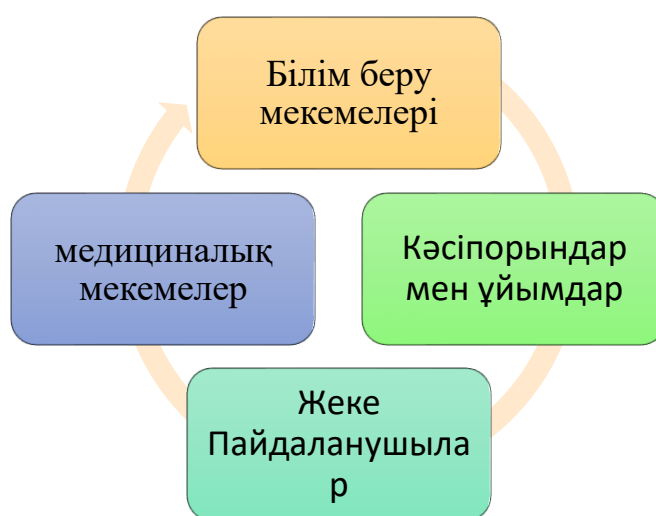 Білім беру
мекемелері
Кәсіпорындар
мен ұйымдар
Жеке
Пайдаланушыла
р
медициналық
мекемелер